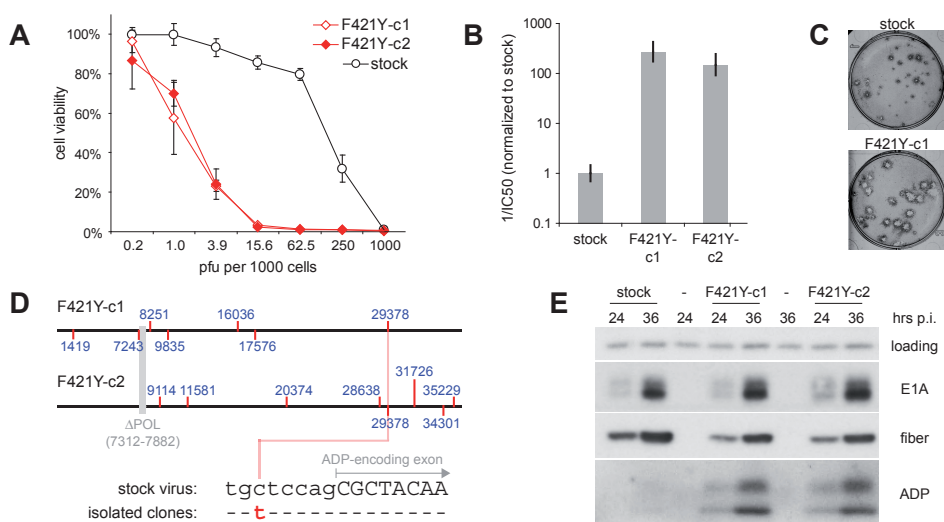 A
F421Y-c1
F421Y-c2
stock
cell viability
100%
80%
60%
40%
20%
0%
0.2 1.0 3.9 15.6 62.5 250 1000
pfu per 1000 cells
B
1/IC50 (normalized to stock)
1000
100
10
1
0.1
stock F421Y-c1 F421Y-c2
C
stock
F421Y-c1
D
F421Y-c1
8251 16036 29378
1419 7243 9835 17576
F421Y-c2
9114 11581 20374 28638 31726 35229
29378 34301
ΔPOL
(7312-7882)
ADP-encoding exon
stock virus: tgctccagCGCTACAA
isolated clones: --t-------------
E
stock - F421Y-c1 - F421Y-c2
24 36 24 24 36 36 24 36 hrs p.i.
loading
E1A
fiber
ADP